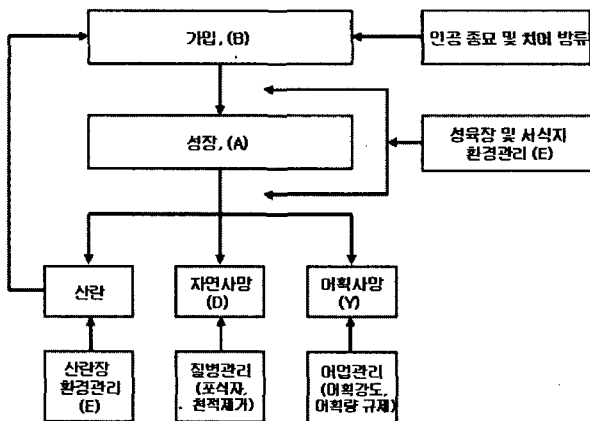 가입, (B)
인공 종묘 및 치어 방류
성장, (A)
성육장 및 서식지
환경관리 (E)
산란
자연사망
(D)
어획사망
(Y)
산란장
환경관리
(E)
질병관리
(포식자,
천적제거)
어업관리
(어획강도,
어획량 규제)